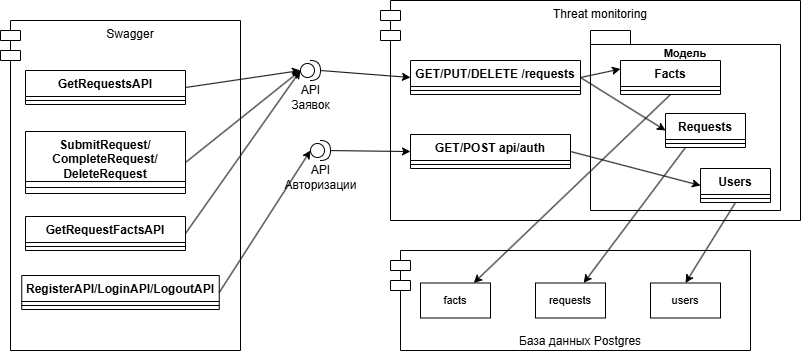 Swagger
GetRequestsAPI
SubmitRequest/
CompleteRequest/
DeleteRequest
GetRequestFactsAPI
RegisterAPI/LoginAPI/LogoutAPI
API
Заявок
API
Авторизации
Threat monitoring
GET/PUT/DELETE /requests
GET/POST api/auth
Модель
Facts
Requests
Users
facts
requests
users
База данных Postgres